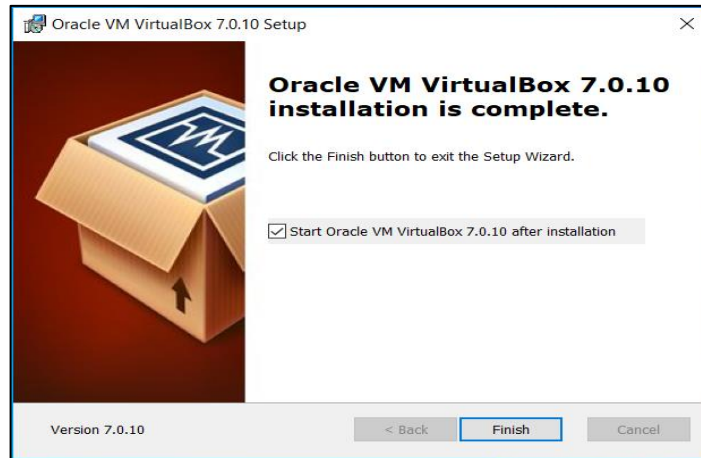 Oracle VM VirtualBox 7.0.10 Setup
Oracle VM VirtualBox 7.0.10
installation is complete.
Click the Finish button to exit the Setup Wizard.
Start Oracle VM VirtualBox 7.0.10 after installation
Version 7.0.10
< Back
Finish
Cancel